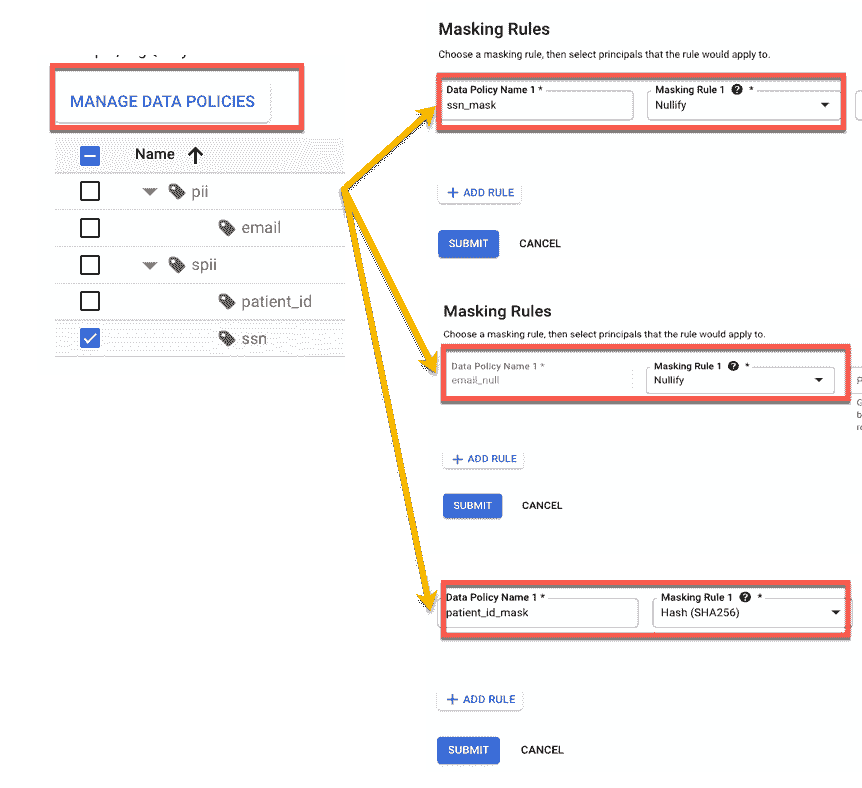 MANAGE DATA POLICIES
Name
pii
email
spii
patient_id
ssn
Masking Rules
Choose a masking rule, then select principals that the rule would apply to.
Data Policy Name 1 * Masking Rule 1 ? *
ssn_mask Nullify
+ ADD RULE
SUBMIT CANCEL
Masking Rules
Choose a masking rule, then select principals that the rule would apply to.
Data Policy Name 1 * Masking Rule 1 ? *
email_null Nullify
+ ADD RULE
SUBMIT CANCEL
Data Policy Name 1 * Masking Rule 1 ? *
patient_id_mask Hash (SHA256)
+ ADD RULE
SUBMIT CANCEL